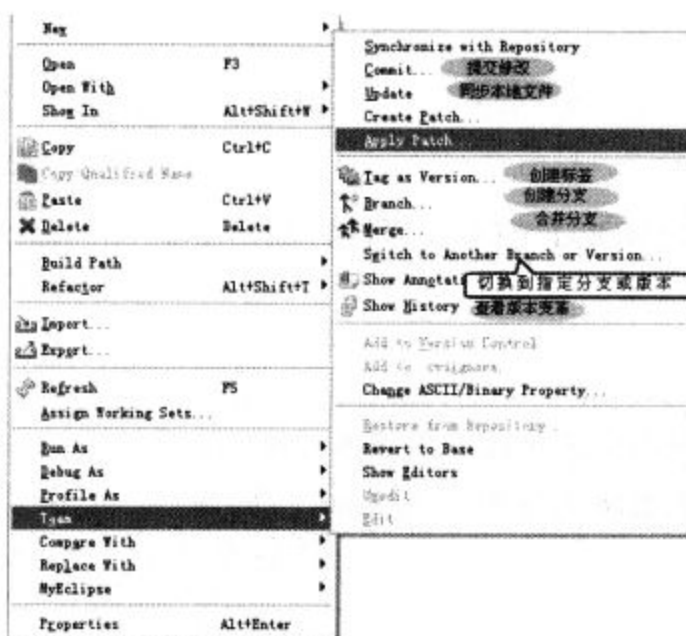 New
Open F3
Open With
Show In Alt+Shift+W
Copy Ctrl+C
Copy Qualified Name
Paste Ctrl+V
Delete Delete
Build Path
Refactor Alt+Shift+T
Import...
Export...
Refresh F5
Assign Working Sets...
Run As
Debug As
Profile As
Team
Compare With
Replace With
MyEclipse
Properties Alt+Enter
Synchronize with Repository
Commit... 提交修改
Update 同步本地文件
Create Patch...
Apply Patch
Tag as Version... 创建标签
Branch... 创建分支
Merge... 合并分支
Switch to Another Branch or Version...
Show Annotati 切换到指定分支或版本
Show History 查看版本变革
Add to Version Control
Add to .cvsignore
Change ASCII/Binary Property...
Restore from Repository...
Revert to Base
Show Editors
Unedit
Edit